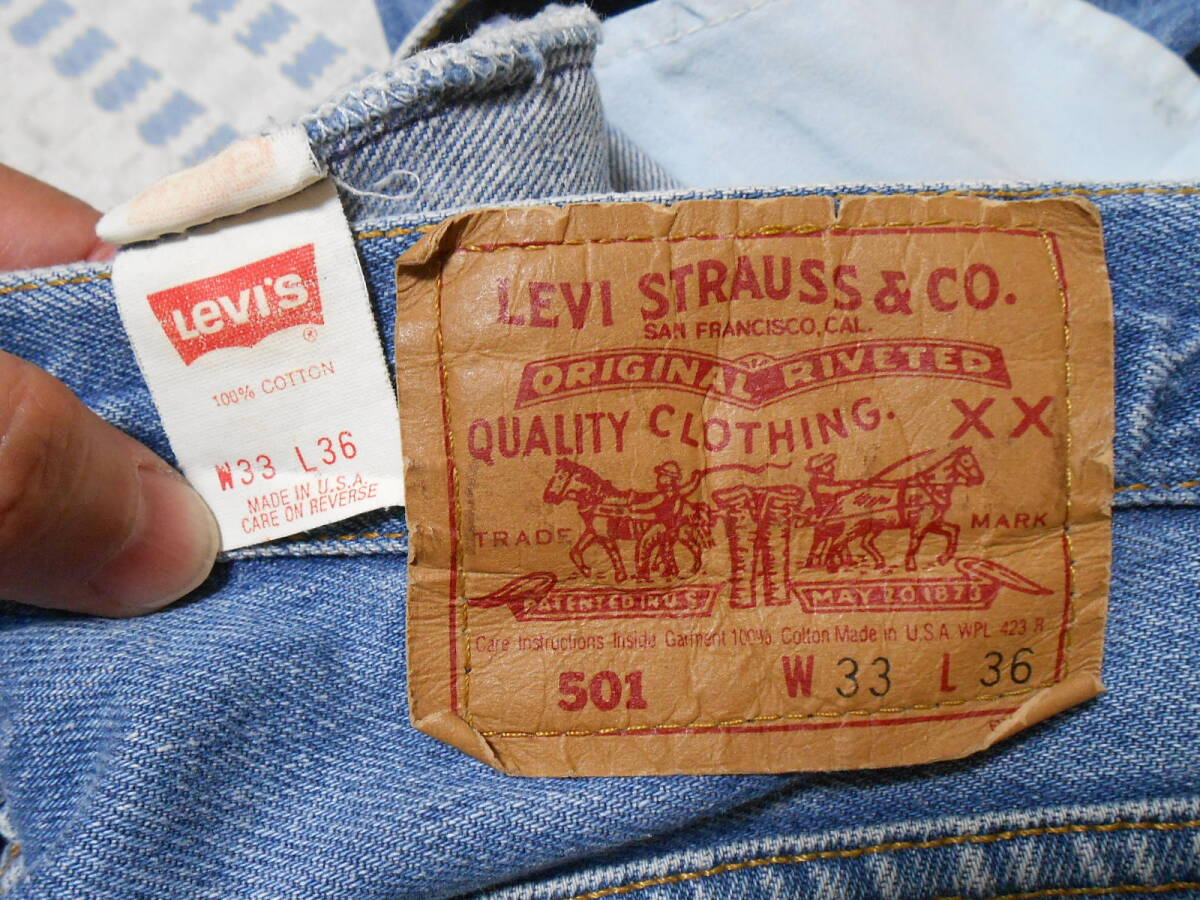 LEVI'S
®
100% COTTON
W33 L36
MADE IN U.S.A.
CARE ON REVERSE
LEVI STRAUSS & CO.
SAN FRANCISCO, CAL.
ORIGINAL RIVETED
QUALITY CLOTHING. XX
TRADE MARK
PATENTED IN U.S.
MAY 20 1873
Care Instructions Inside Garment 100% Cotton Made in U.S.A. WPL 423 R
501 W 33 L 36